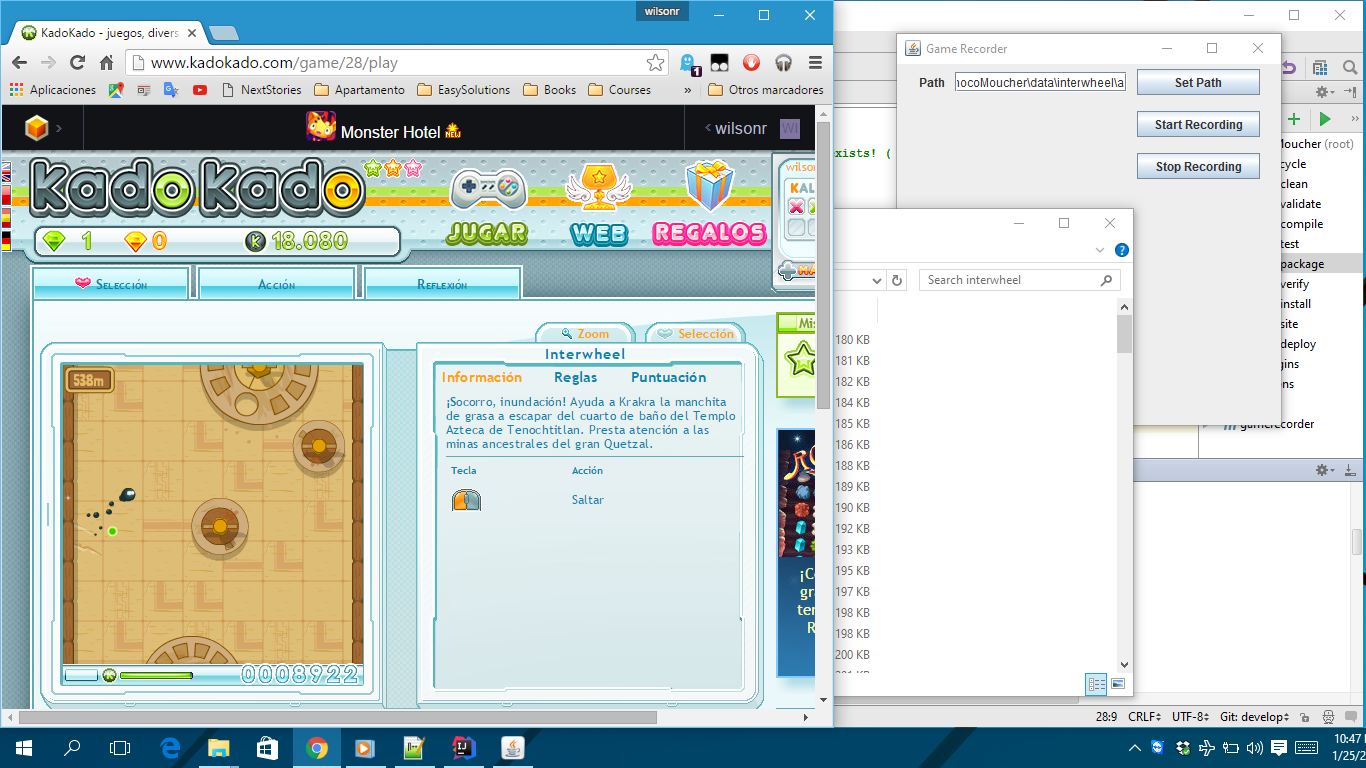 wilsonr
KadoKado - juegos, divers
www.kadokado.com/game/28/play
1
Aplicaciones
NextStories
Apartamento
EasySolutions
Books
Courses
»
Otros marcadores
Monster Hotel NEW
wilsonr
WI
KadoKado
JUGAR
WEB
REGALOS
wilson
KAL
1
0
K
18.080
Selección
Acción
Reflexión
Zoom
Selección
Interwheel
Información
Reglas
Puntuación
¡Socorro, inundación! Ayuda a Krakra la manchita
de grasa a escapar del cuarto de baño del Templo
Azteca de Tenochtitlan. Presta atención a las
minas ancestrales del gran Quetzal.
Tecla
Acción
Saltar
538m
0008922
Mis
Game Recorder
Path
ocoMoucher\data\interwheel\a
Set Path
Start Recording
Stop Recording
xists! (
Moucher (root)
cycle
clean
validate
compile
test
package
verify
install
site
deploy
gins
ns
gamerecorder
Search interwheel
180 KB
181 KB
182 KB
184 KB
185 KB
186 KB
188 KB
189 KB
190 KB
192 KB
193 KB
195 KB
197 KB
198 KB
198 KB
200 KB
28:9
CRLF
UTF-8
Git: develop
10:47
1/25/2